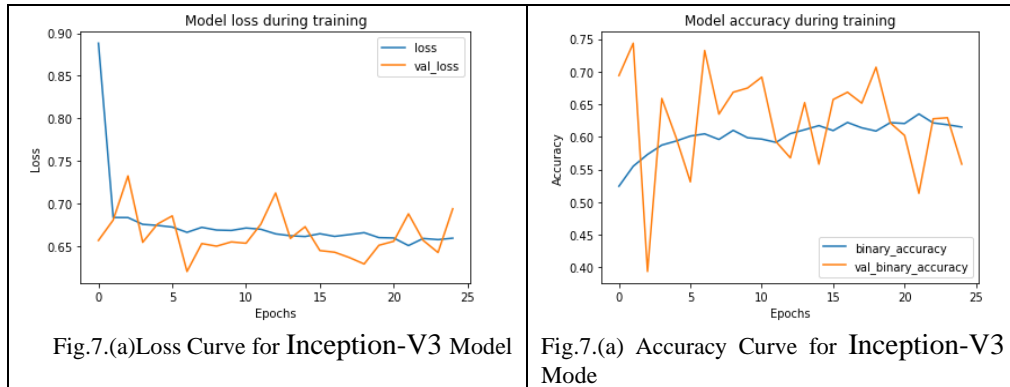 Model loss during training
0.90
0.85
0.80
0.75
0.70
0.65
Loss
loss
val_loss
0
5
10
15
20
25
Epochs
Fig.7.(a)Loss Curve for Inception-V3 Model
Model accuracy during training
0.75
0.70
0.65
0.60
0.55
0.50
0.45
0.40
Accuracy
binary_accuracy
val_binary_accuracy
0
5
10
15
20
25
Epochs
Fig.7.(a) Accuracy Curve for Inception-V3
Mode